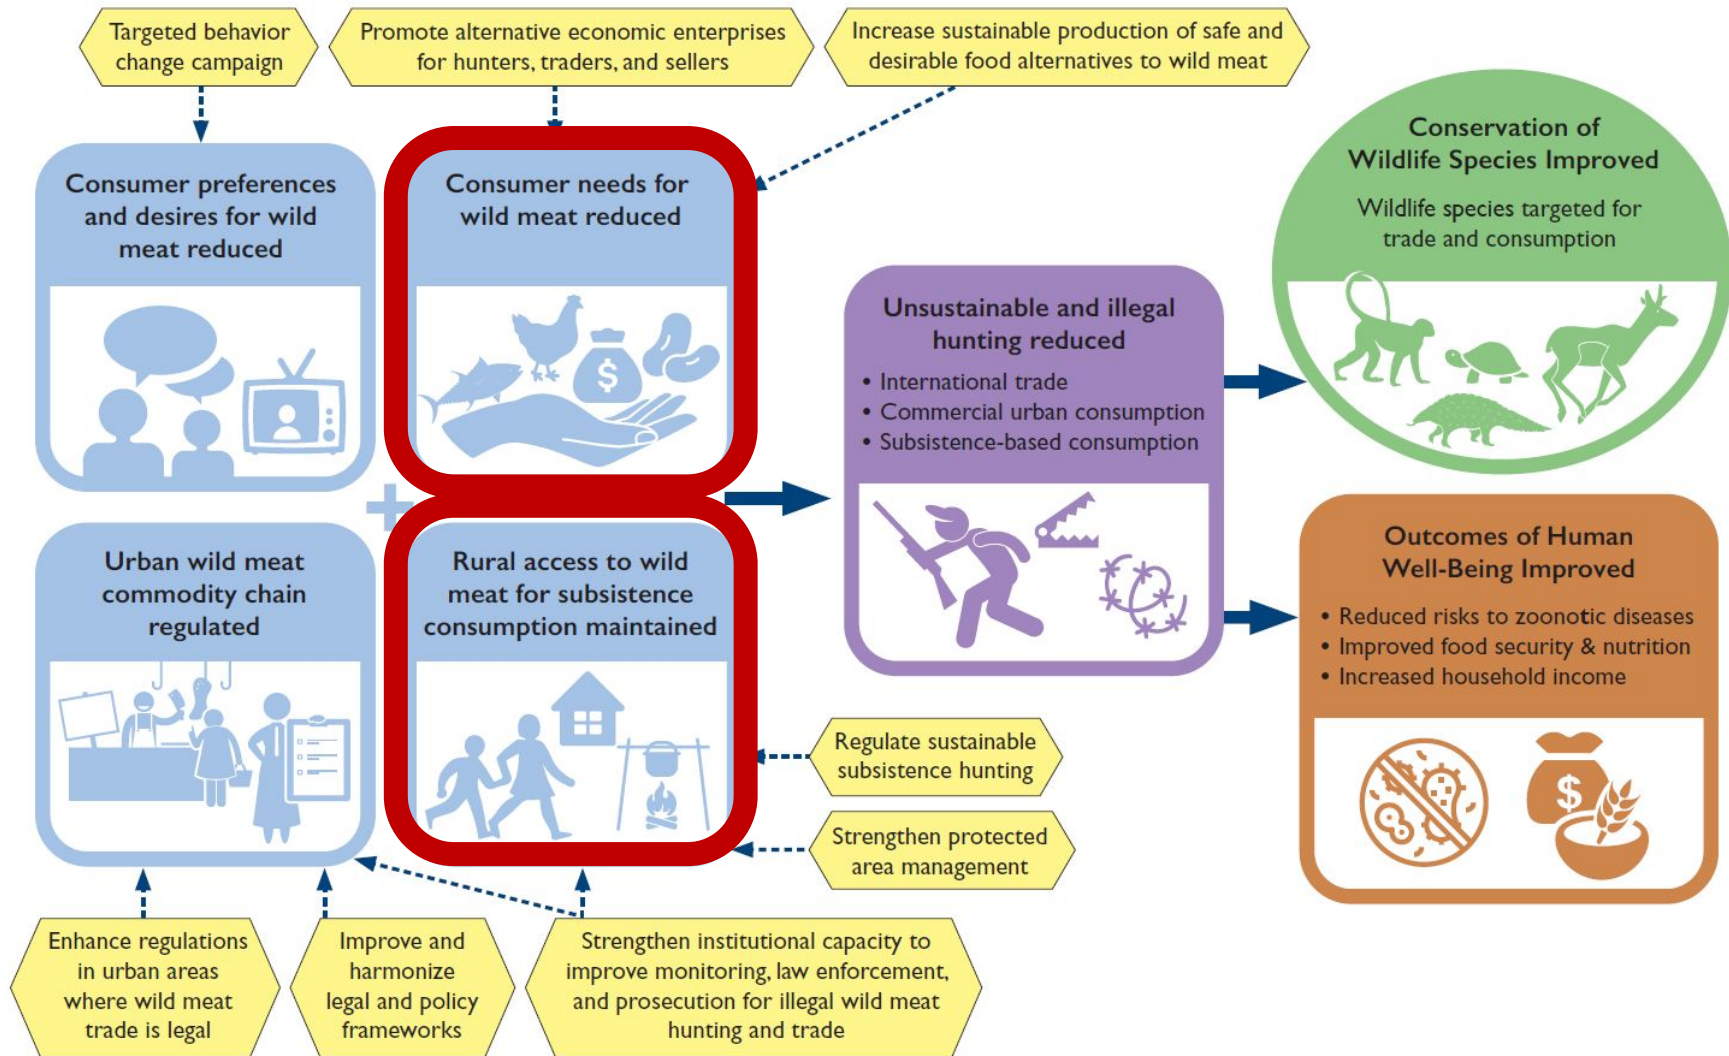 Targeted behavior
change campaign
Promote alternative economic enterprises
for hunters, traders, and sellers
Increase sustainable production of safe and
desirable food alternatives to wild meat
Consumer preferences
and desires for wild
meat reduced
Consumer needs for
wild meat reduced
Urban wild meat
commodity chain
regulated
Rural access to wild
meat for subsistence
consumption maintained
Unsustainable and illegal
hunting reduced
• International trade
• Commercial urban consumption
• Subsistence-based consumption
Conservation of
Wildlife Species Improved
Wildlife species targeted for
trade and consumption
Outcomes of Human
Well-Being Improved
• Reduced risks to zoonotic diseases
• Improved food security & nutrition
• Increased household income
Regulate sustainable
subsistence hunting
Strengthen protected
area management
Enhance regulations
in urban areas
where wild meat
trade is legal
Improve and
harmonize
legal and policy
frameworks
Strengthen institutional capacity to
improve monitoring, law enforcement,
and prosecution for illegal wild meat
hunting and trade
$
$